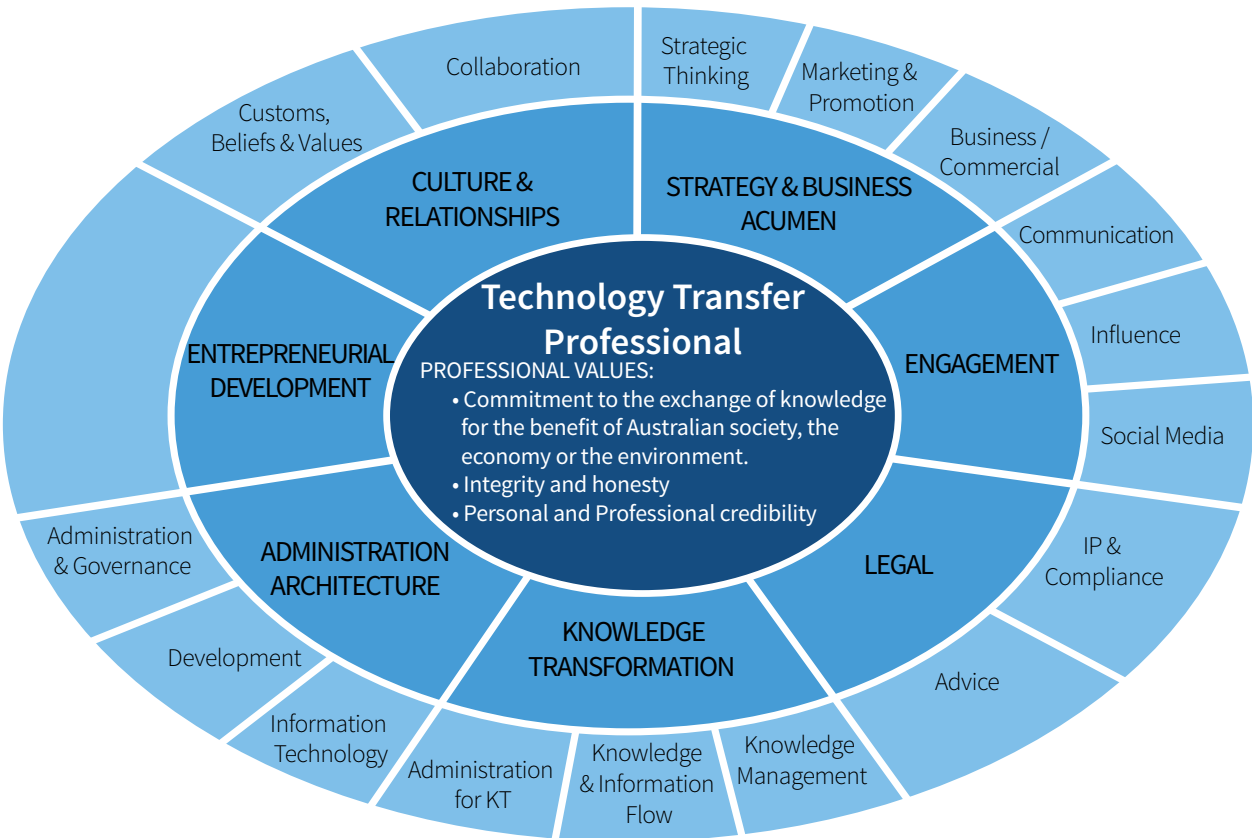 Technology Transfer
Professional
PROFESSIONAL VALUES:
• Commitment to the exchange of knowledge
for the benefit of Australian society, the
economy or the environment.
• Integrity and honesty
• Personal and Professional credibility
CULTURE &
RELATIONSHIPS
Customs,
Beliefs & Values
Collaboration
STRATEGY & BUSINESS
ACUMEN
Strategic
Thinking
Marketing &
Promotion
Business /
Commercial
ENGAGEMENT
Communication
Influence
Social Media
LEGAL
IP &
Compliance
Advice
KNOWLEDGE
TRANSFORMATION
Knowledge
Management
Knowledge
& Information
Flow
Administration
for KT
ADMINISTRATION
ARCHITECTURE
Information
Technology
Development
Administration
& Governance
ENTREPRENEURIAL
DEVELOPMENT